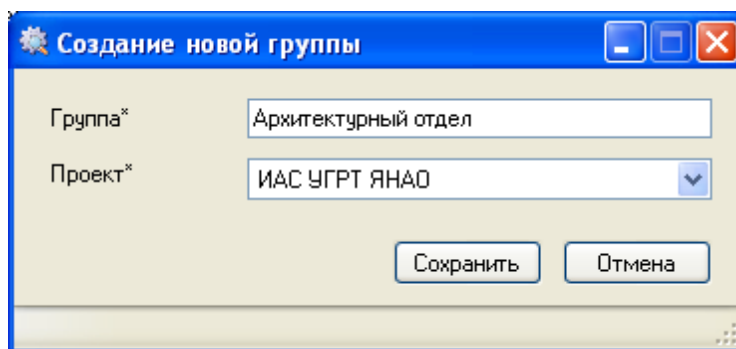 Создание новой группы
Группа*
Архитектурный отдел
Проект*
ИАС УГРТ ЯНАО
Сохранить
Отмена